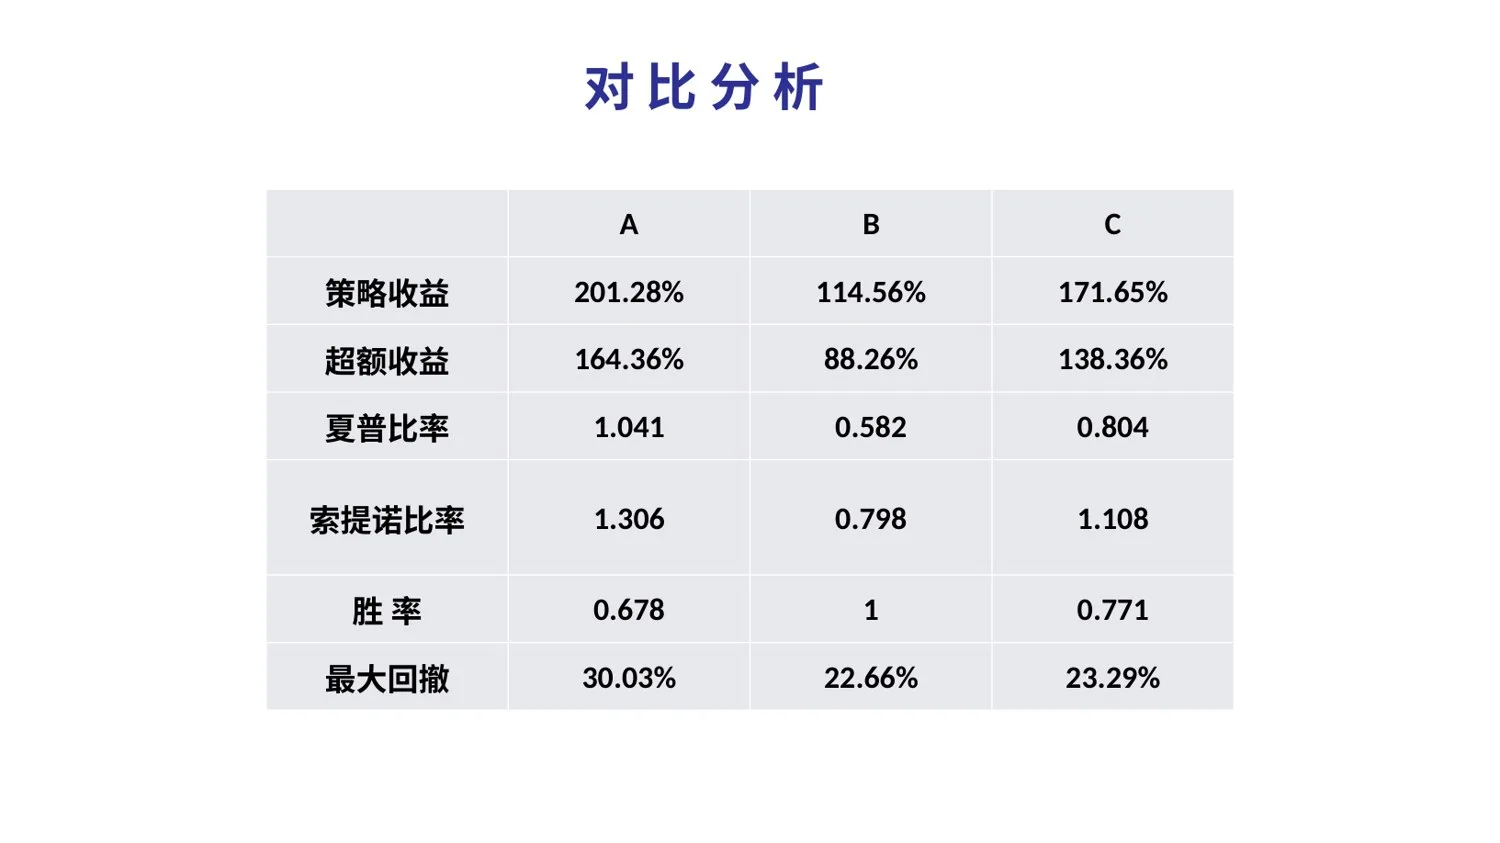 对比分析
A B C
策略收益 201.28% 114.56% 171.65%
超额收益 164.36% 88.26% 138.36%
夏普比率 1.041 0.582 0.804
索提诺比率 1.306 0.798 1.108
胜 率 0.678 1 0.771
最大回撤 30.03% 22.66% 23.29%